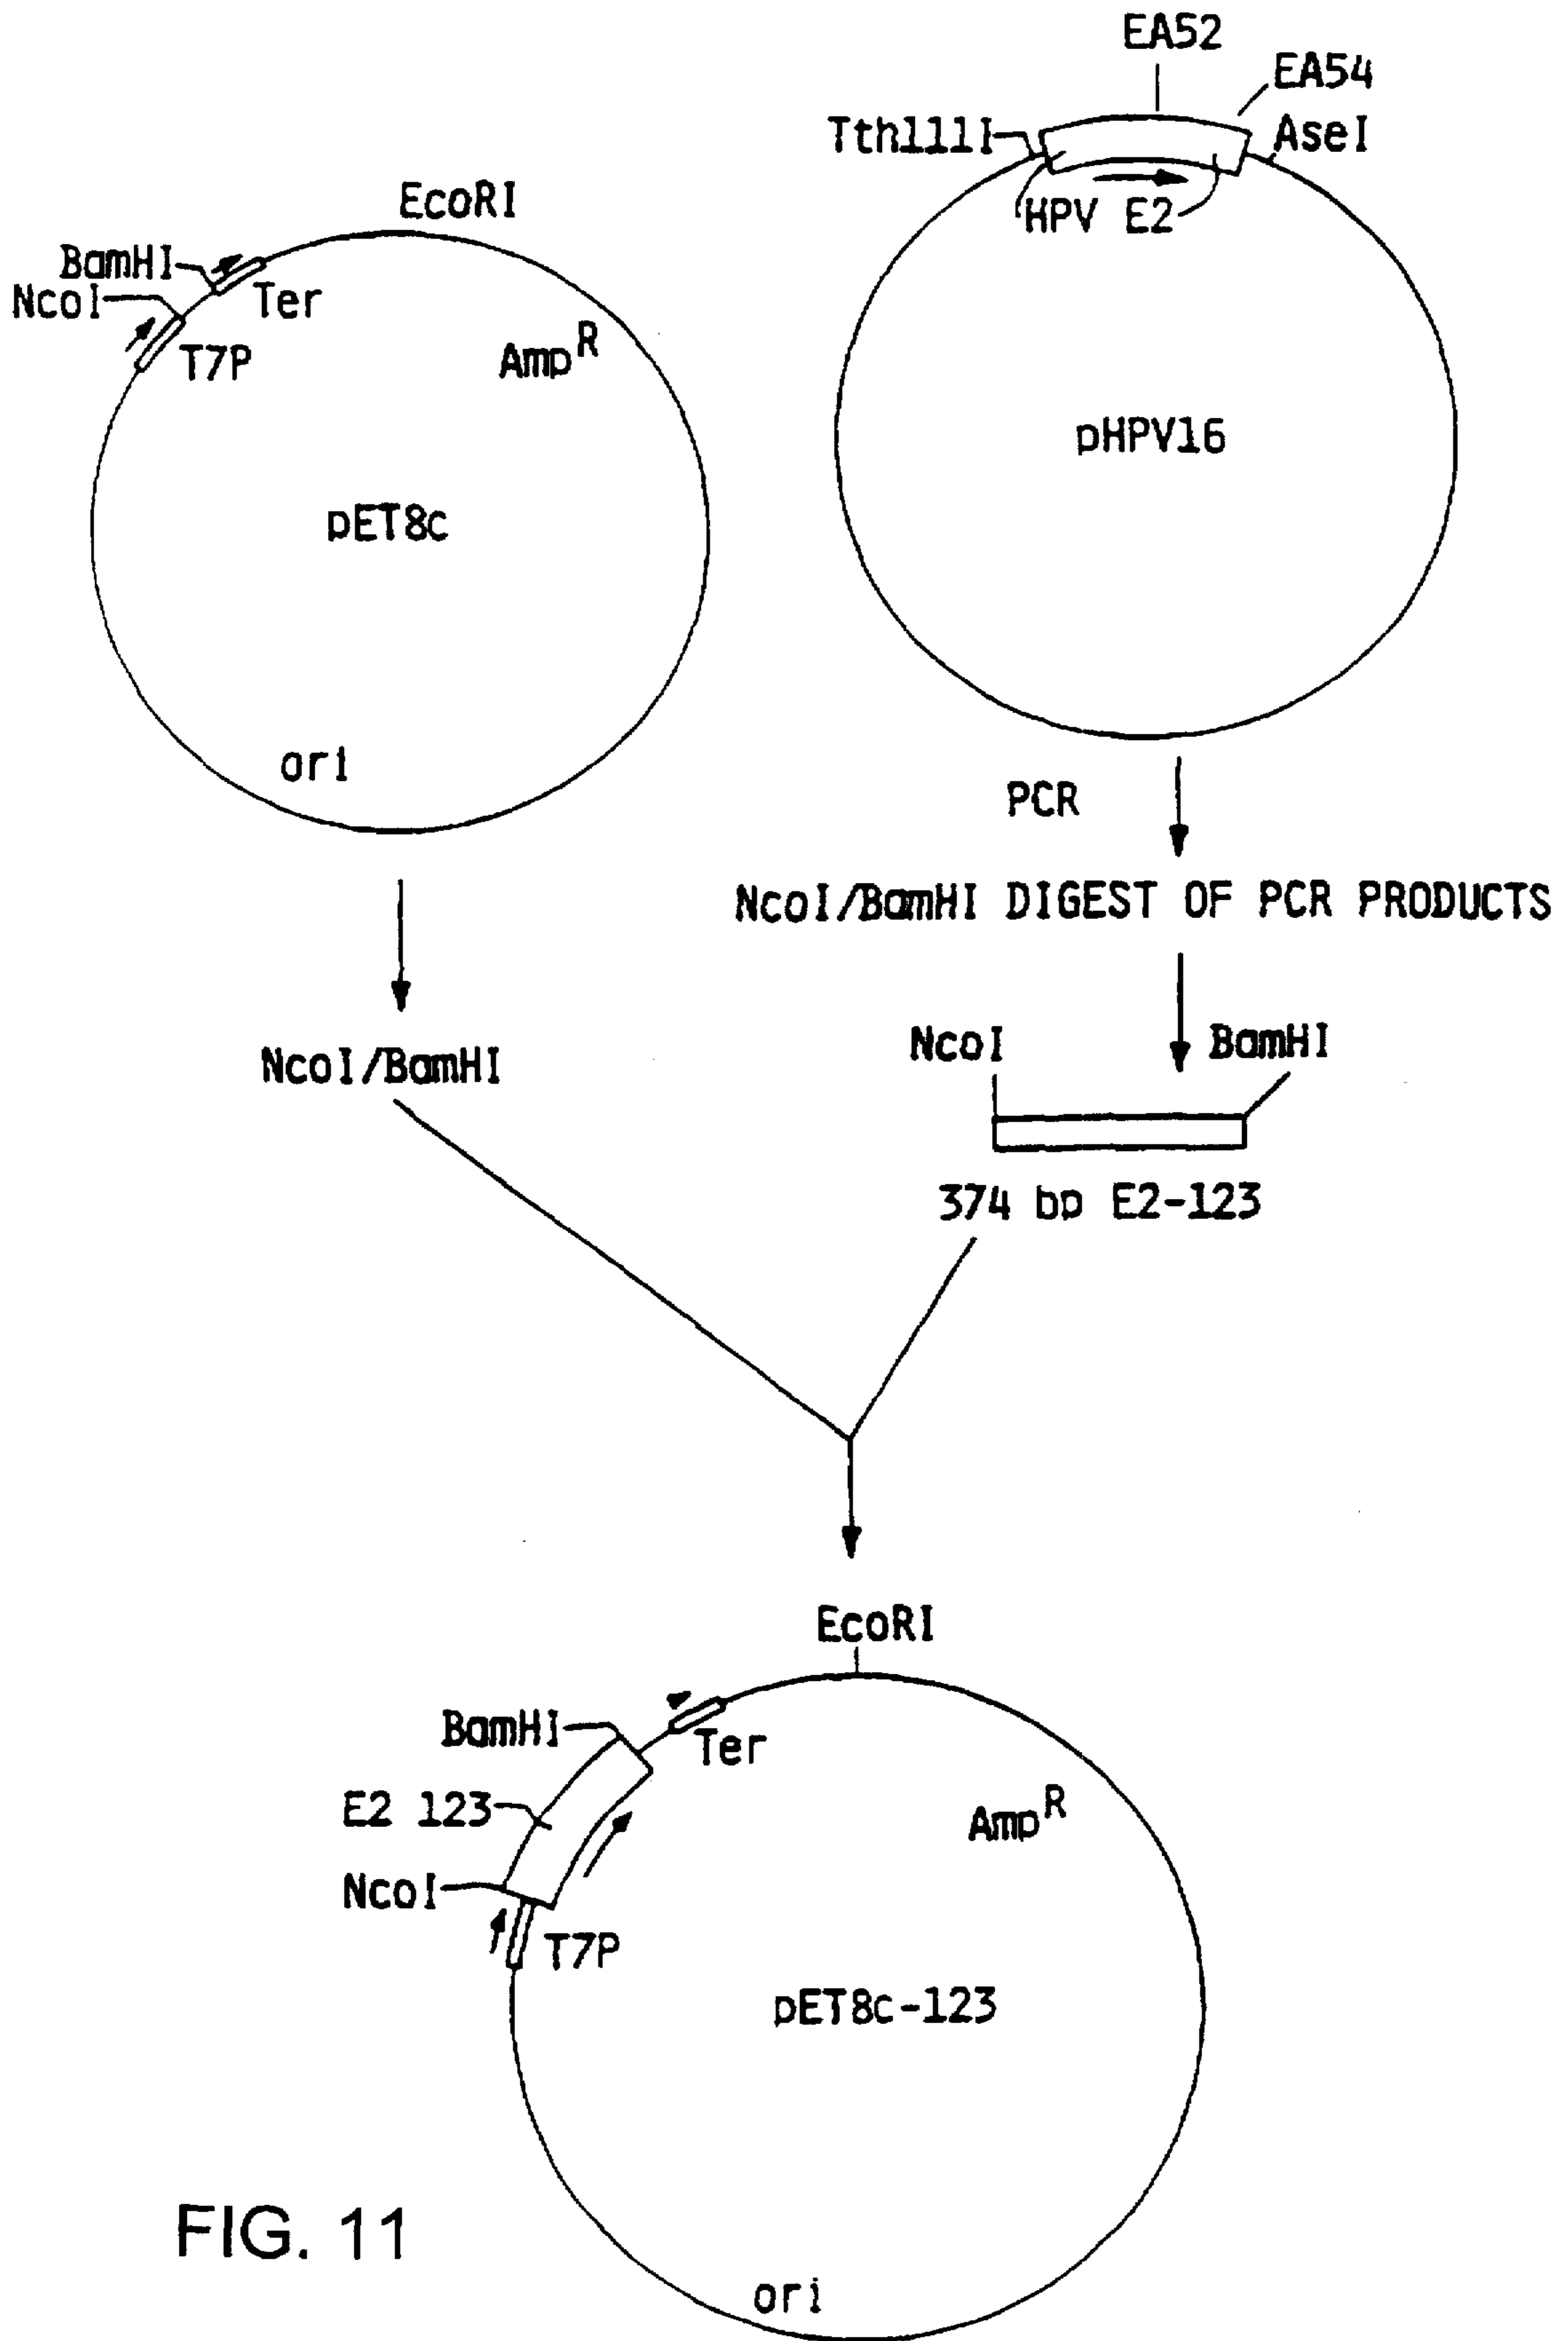 EA52
EA54
Tth111I
AseI
HPV E2
pHPV16
EcoRI
BamHI
NcoI
Ter
T7P
Amp^R
pET8c
ori
PCR
NcoI/BamHI DIGEST OF PCR PRODUCTS
NcoI/BamHI
NcoI
BamHI
374 bp E2-123
EcoRI
BamHI
Ter
E2 123
Amp^R
NcoI
T7P
pET8c-123
FIG. 11
ori